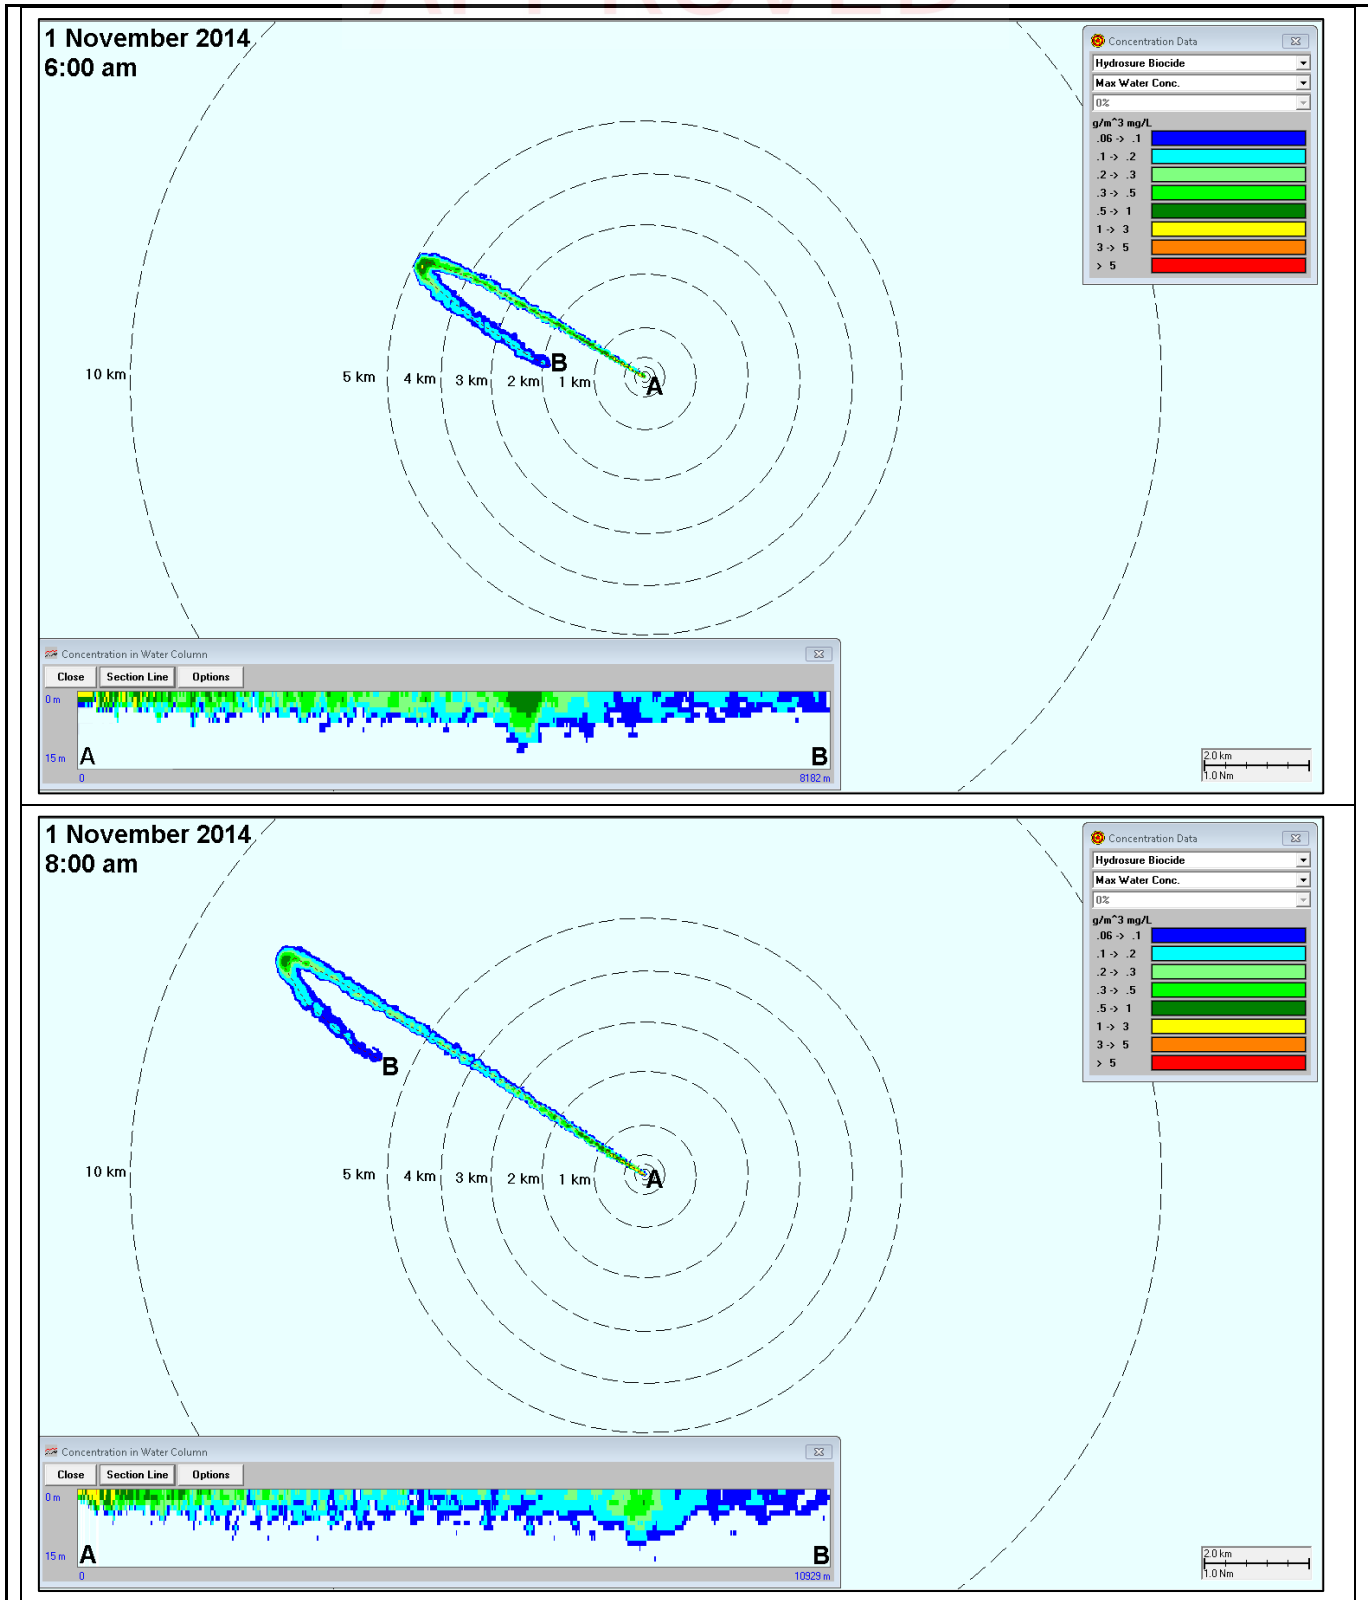 APPROVED
1 November 2014
6:00 am
Concentration Data
Hydrosure Biocide
Max Water Conc.
0%
g/m^3 mg/L
.06 -> .1
.1 -> .2
.2 -> .3
.3 -> .5
.5 -> 1
1 -> 3
3 -> 5
> 5
B
10 km 5 km 4 km 3 km 2 km 1 km
A
Concentration in Water Column
Close Section Line Options
0 m
15 m A B
0 8182 m
2.0 km
1.0 Nm
1 November 2014
8:00 am
Concentration Data
Hydrosure Biocide
Max Water Conc.
0%
g/m^3 mg/L
.06 -> .1
.1 -> .2
.2 -> .3
.3 -> .5
.5 -> 1
1 -> 3
3 -> 5
> 5
B
10 km 5 km 4 km 3 km 2 km 1 km
A
Concentration in Water Column
Close Section Line Options
0 m
15 m A B
0 10929 m
2.0 km
1.0 Nm